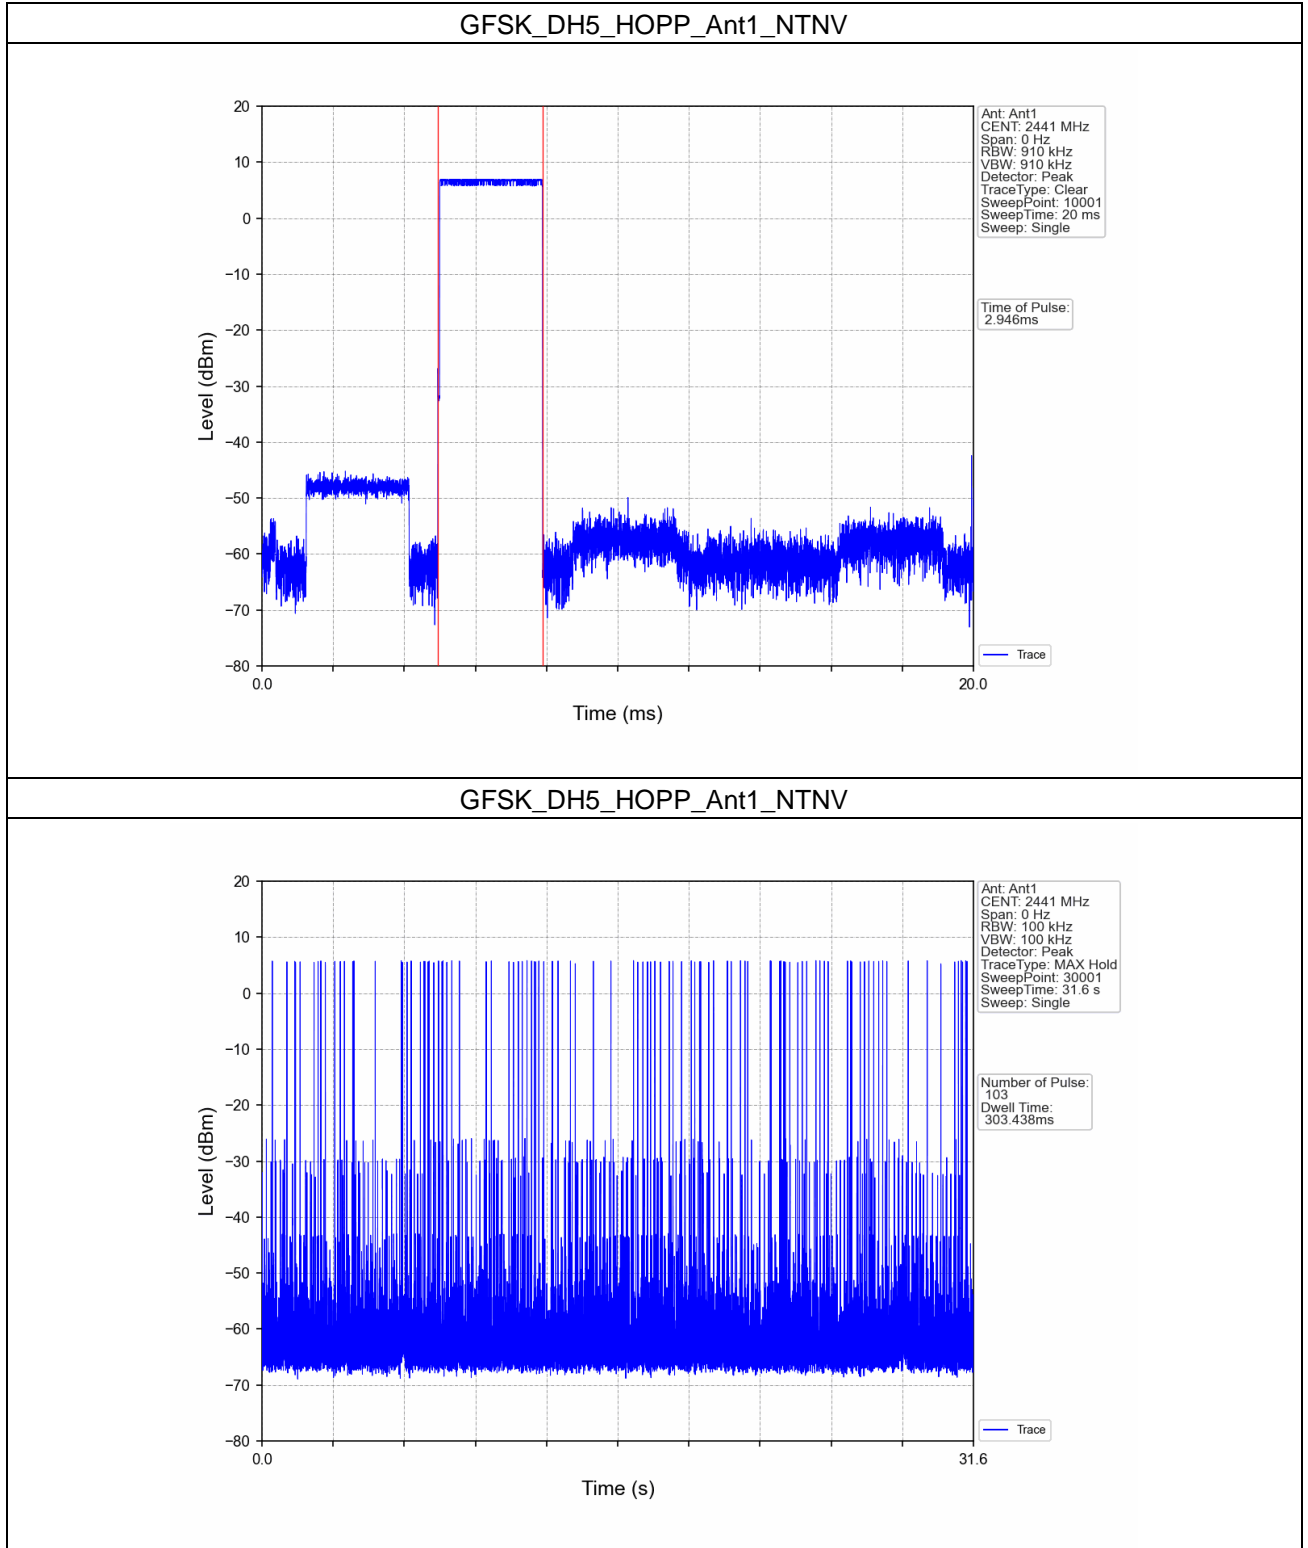 GFSK_DH5_HOPP_Ant1_NTNV
20
10
0
−10
−20
−30
−40
−50
−60
−70
−80
Level (dBm)
0.0
20.0
Time (ms)
Ant: Ant1
CENT: 2441 MHz
Span: 0 Hz
RBW: 910 kHz
VBW: 910 kHz
Detector: Peak
TraceType: Clear
SweepPoint: 10001
SweepTime: 20 ms
Sweep: Single
Time of Pulse:
2.946ms
Trace
GFSK_DH5_HOPP_Ant1_NTNV
20
10
0
−10
−20
−30
−40
−50
−60
−70
−80
Level (dBm)
0.0
31.6
Time (s)
Ant: Ant1
CENT: 2441 MHz
Span: 0 Hz
RBW: 100 kHz
VBW: 100 kHz
Detector: Peak
TraceType: MAX Hold
SweepPoint: 30001
SweepTime: 31.6 s
Sweep: Single
Number of Pulse:
103
Dwell Time:
303.438ms
Trace